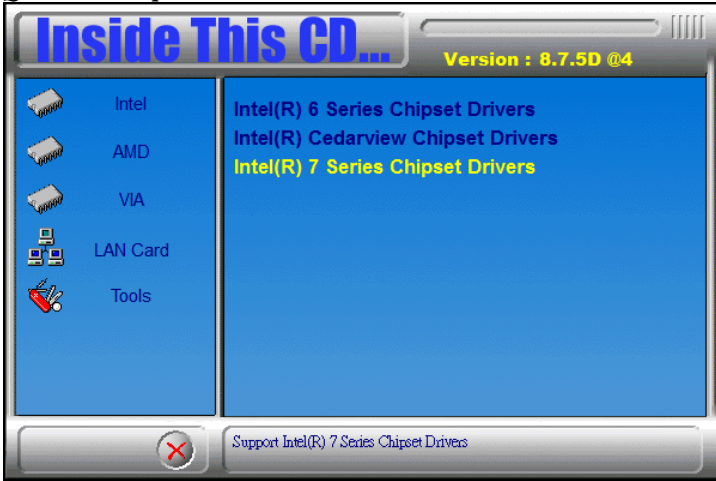 Inside This CD...
Version : 8.7.5D @4
Intel
AMD
VIA
LAN Card
Tools
Intel(R) 6 Series Chipset Drivers
Intel(R) Cedarview Chipset Drivers
Intel(R) 7 Series Chipset Drivers
Support Intel(R) 7 Series Chipset Drivers